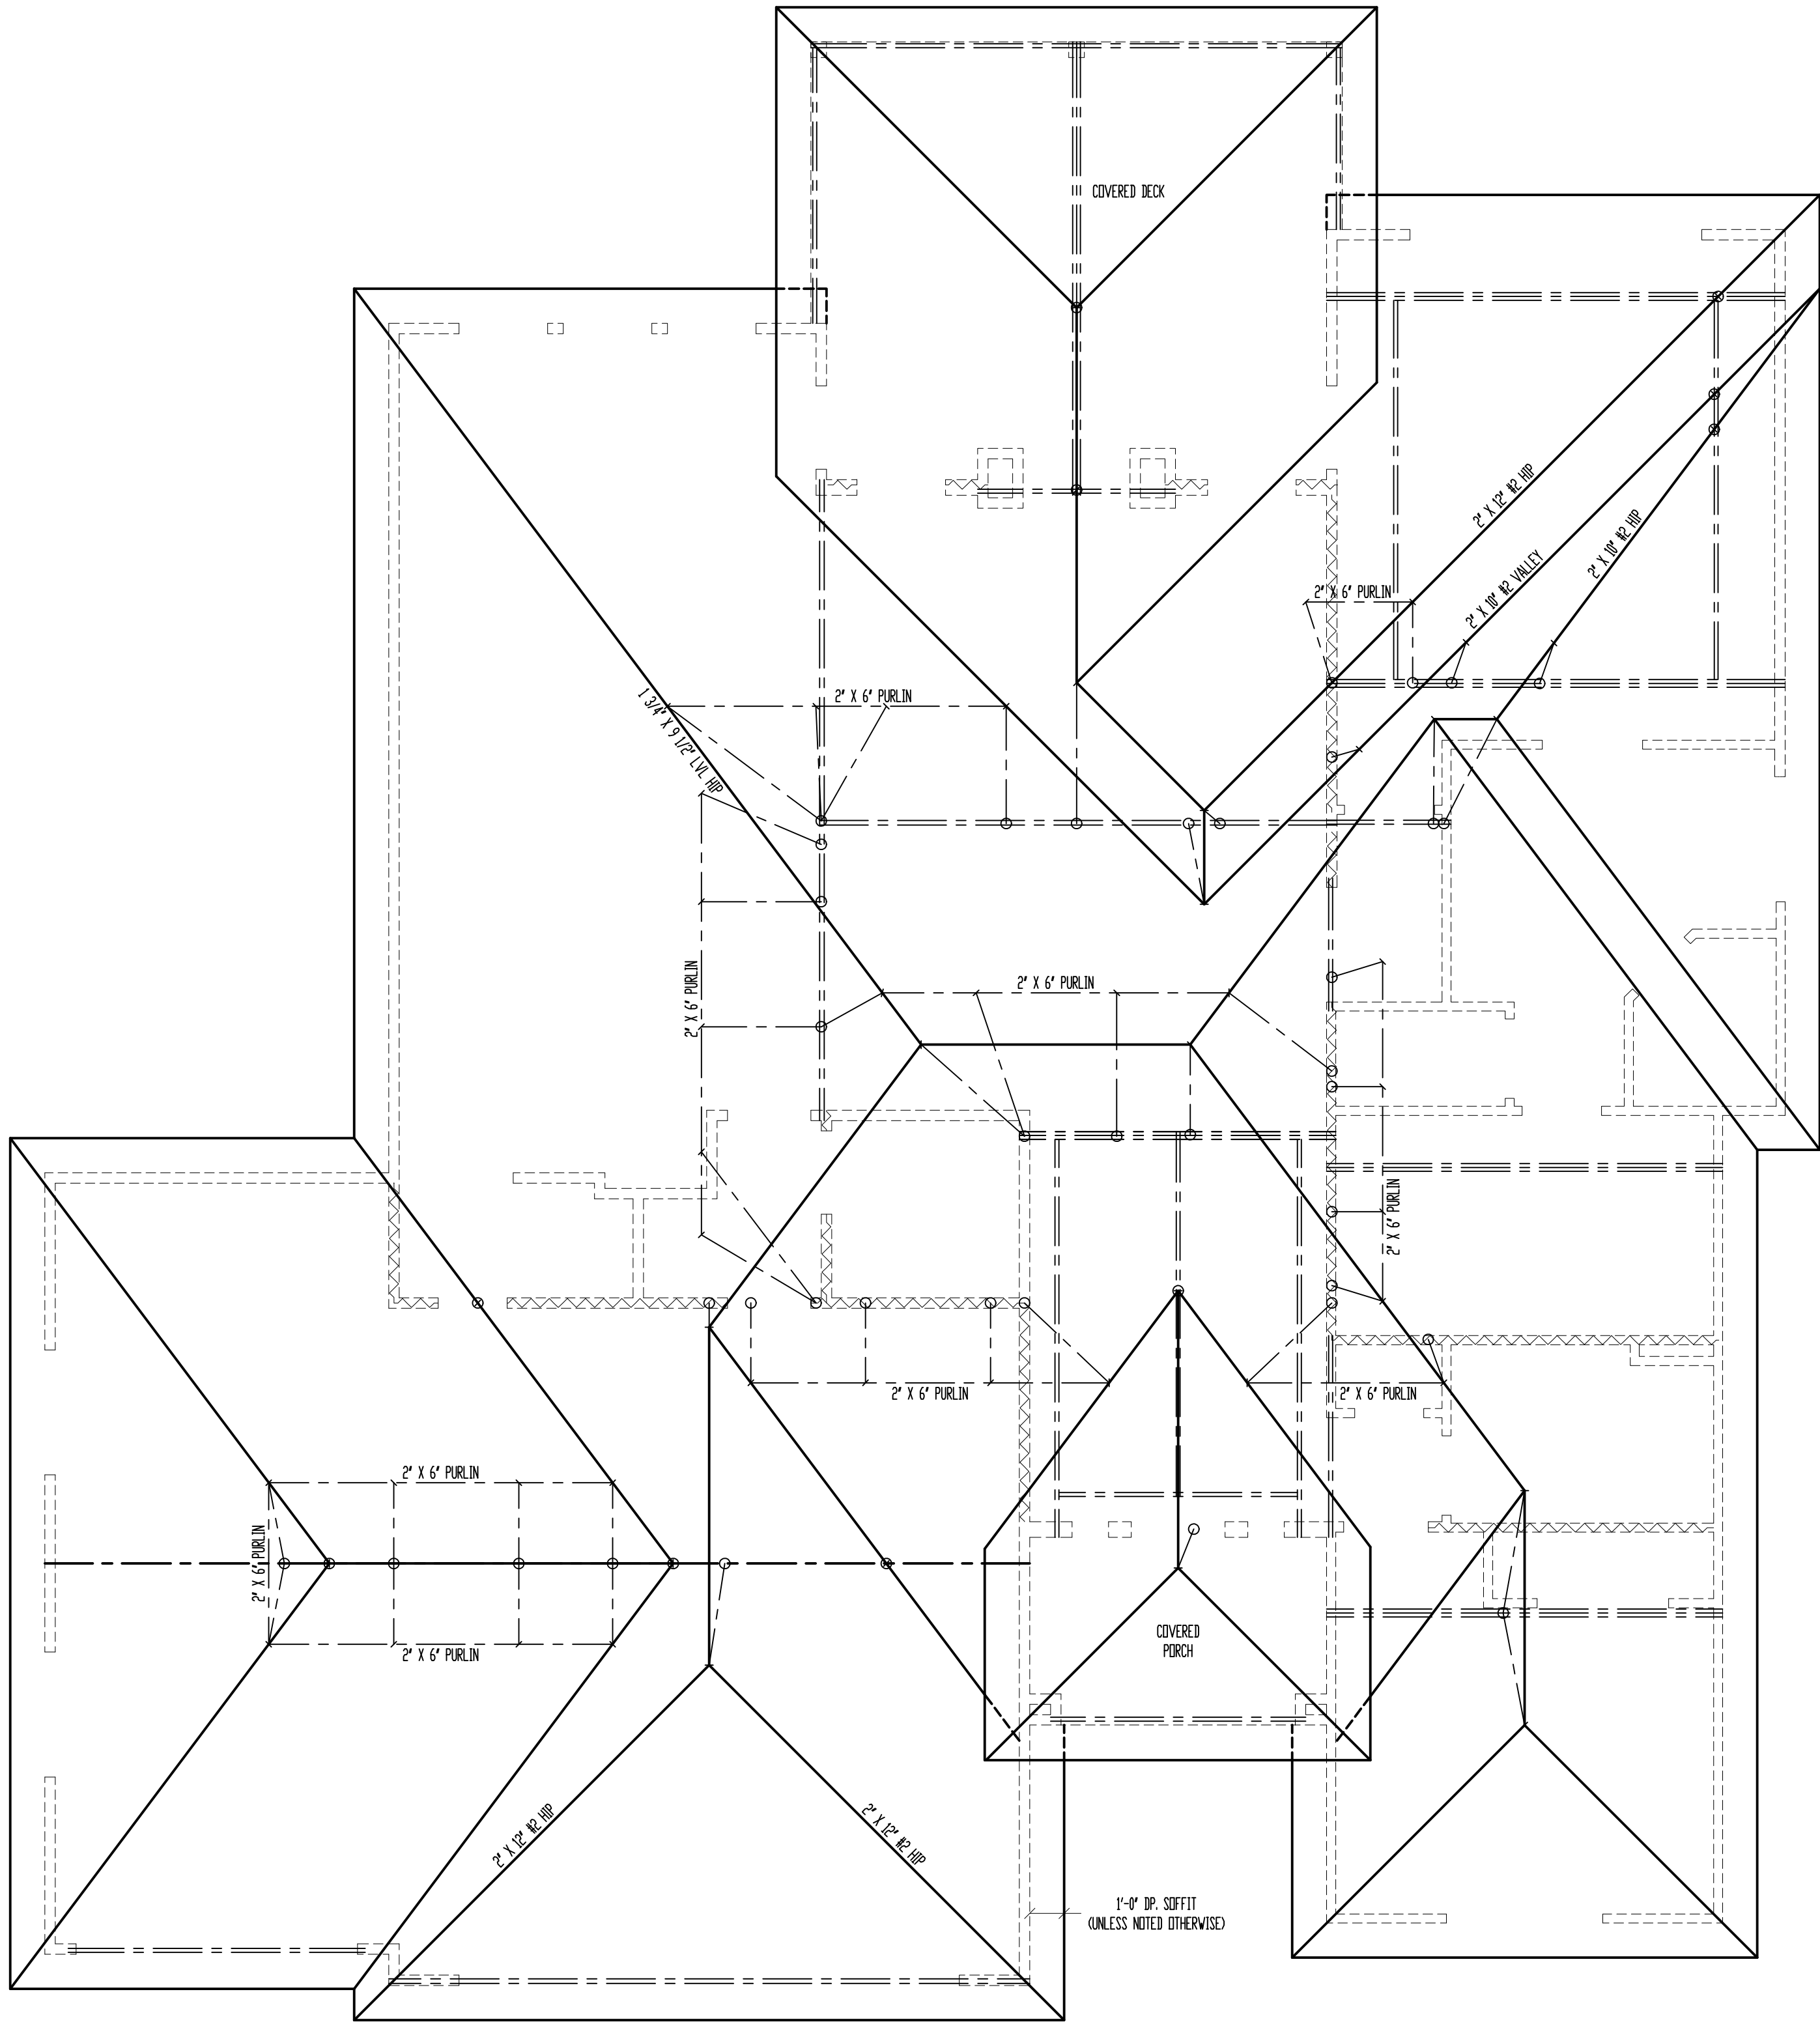 COVERED DECK
2" X 12" #2 HIP
2" X 10" #2 HIP
2" X 6" PURLIN
2" X 10" #2 VALLEY
2" X 6" PURLIN
1 3/4" X 9 1/2" LVL HIP
2" X 6" PURLIN
2" X 6" PURLIN
2" X 6" PURLIN
2" X 6" PURLIN
2" X 6" PURLIN
2" X 6" PURLIN
2" X 6" PURLIN
2" X 6" PURLIN
COVERED
PORCH
2" X 12" #2 HIP
2" X 12" #2 HIP
1'-0" DP. SOFFIT
(UNLESS NOTED OTHERWISE)